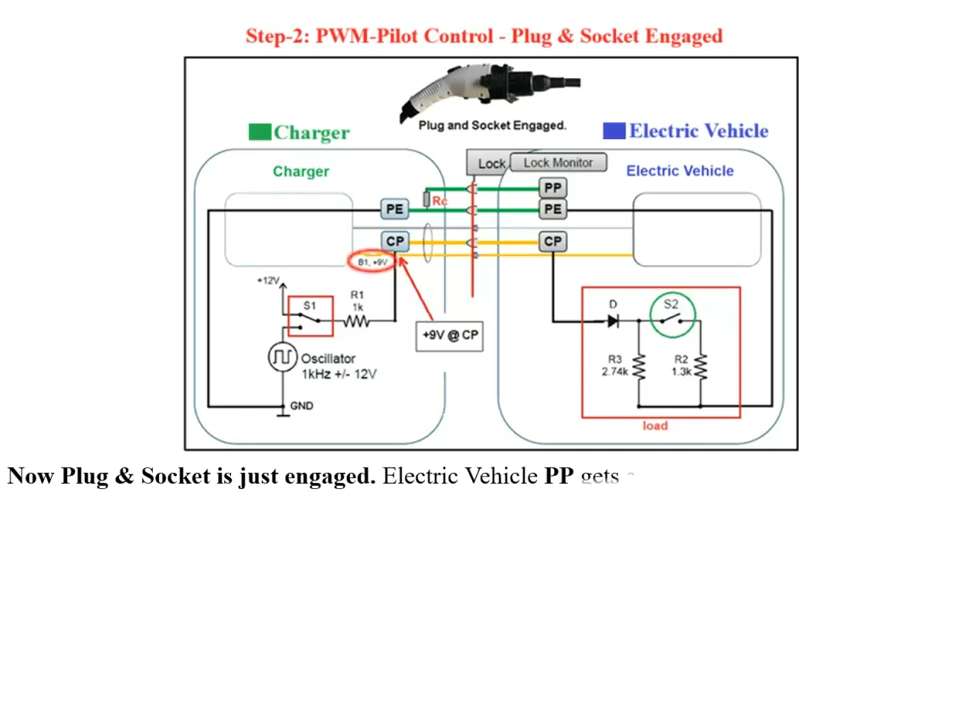 Step-2: PWM-Pilot Control - Plug & Socket Engaged
Plug and Socket Engaged.
Charger
Electric Vehicle
Charger
Lock
Lock Monitor
Electric Vehicle
PP
Rc
PE
PE
CP
CP
B1, +9V
+12V
S1
R1
1k
+9V @ CP
D
S2
Oscillator
1kHz +/- 12V
R3
2.74k
R2
1.3k
GND
load
Now Plug & Socket is just engaged. Electric Vehicle PP gets